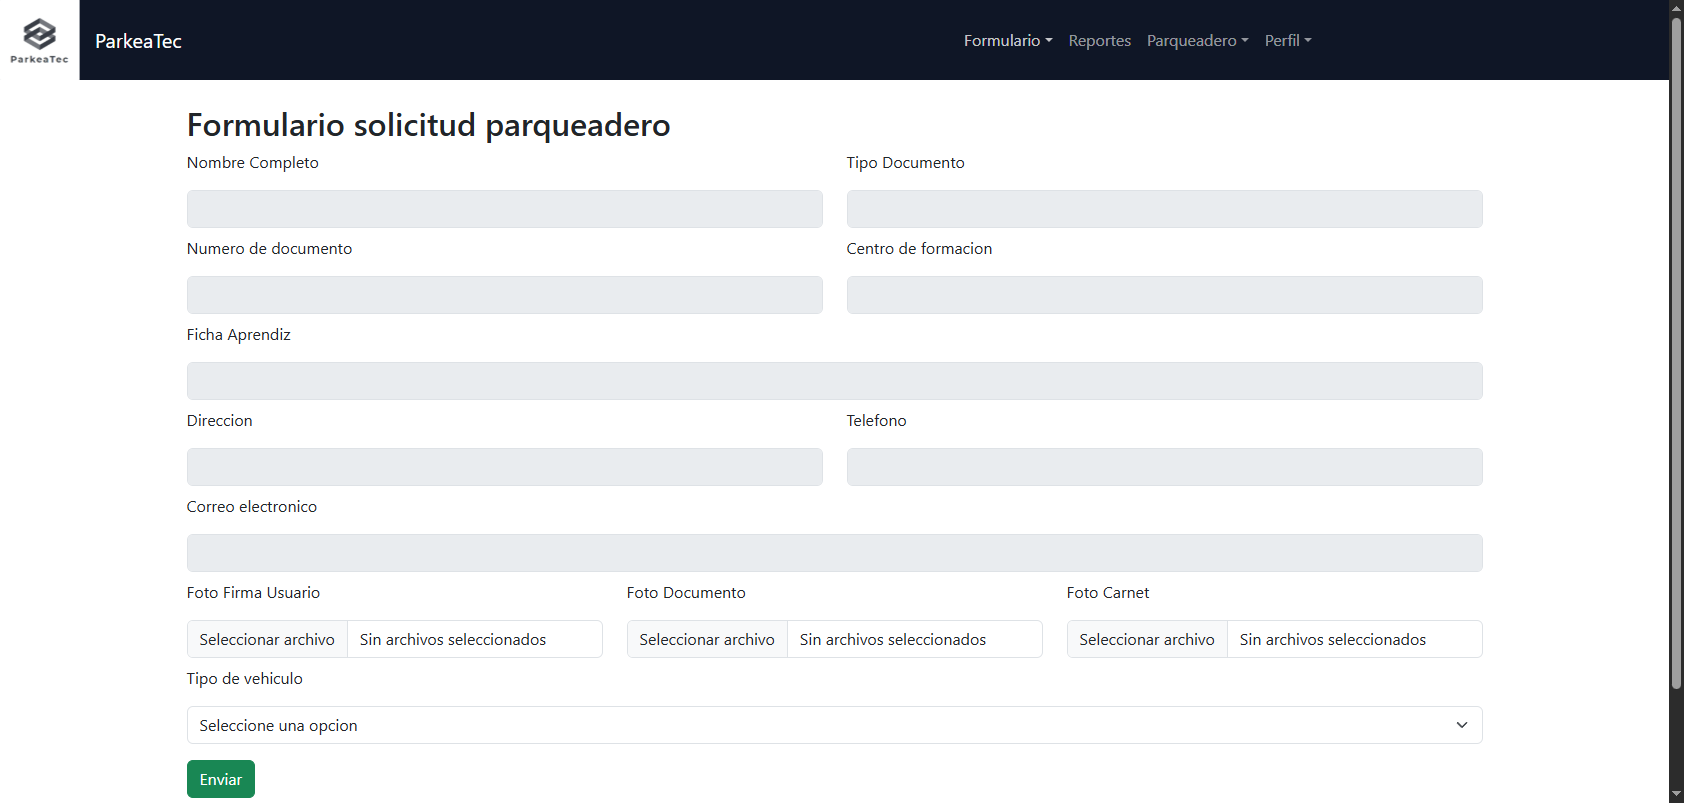 ParkeaTec
ParkeaTec
Formulario Reportes Parqueadero Perfil
Formulario solicitud parqueadero
Nombre Completo Tipo Documento
Numero de documento Centro de formacion
Ficha Aprendiz
Direccion Telefono
Correo electronico
Foto Firma Usuario Foto Documento Foto Carnet
Seleccionar archivo Sin archivos seleccionados Seleccionar archivo Sin archivos seleccionados Seleccionar archivo Sin archivos seleccionados
Tipo de vehiculo
Seleccione una opcion
Enviar